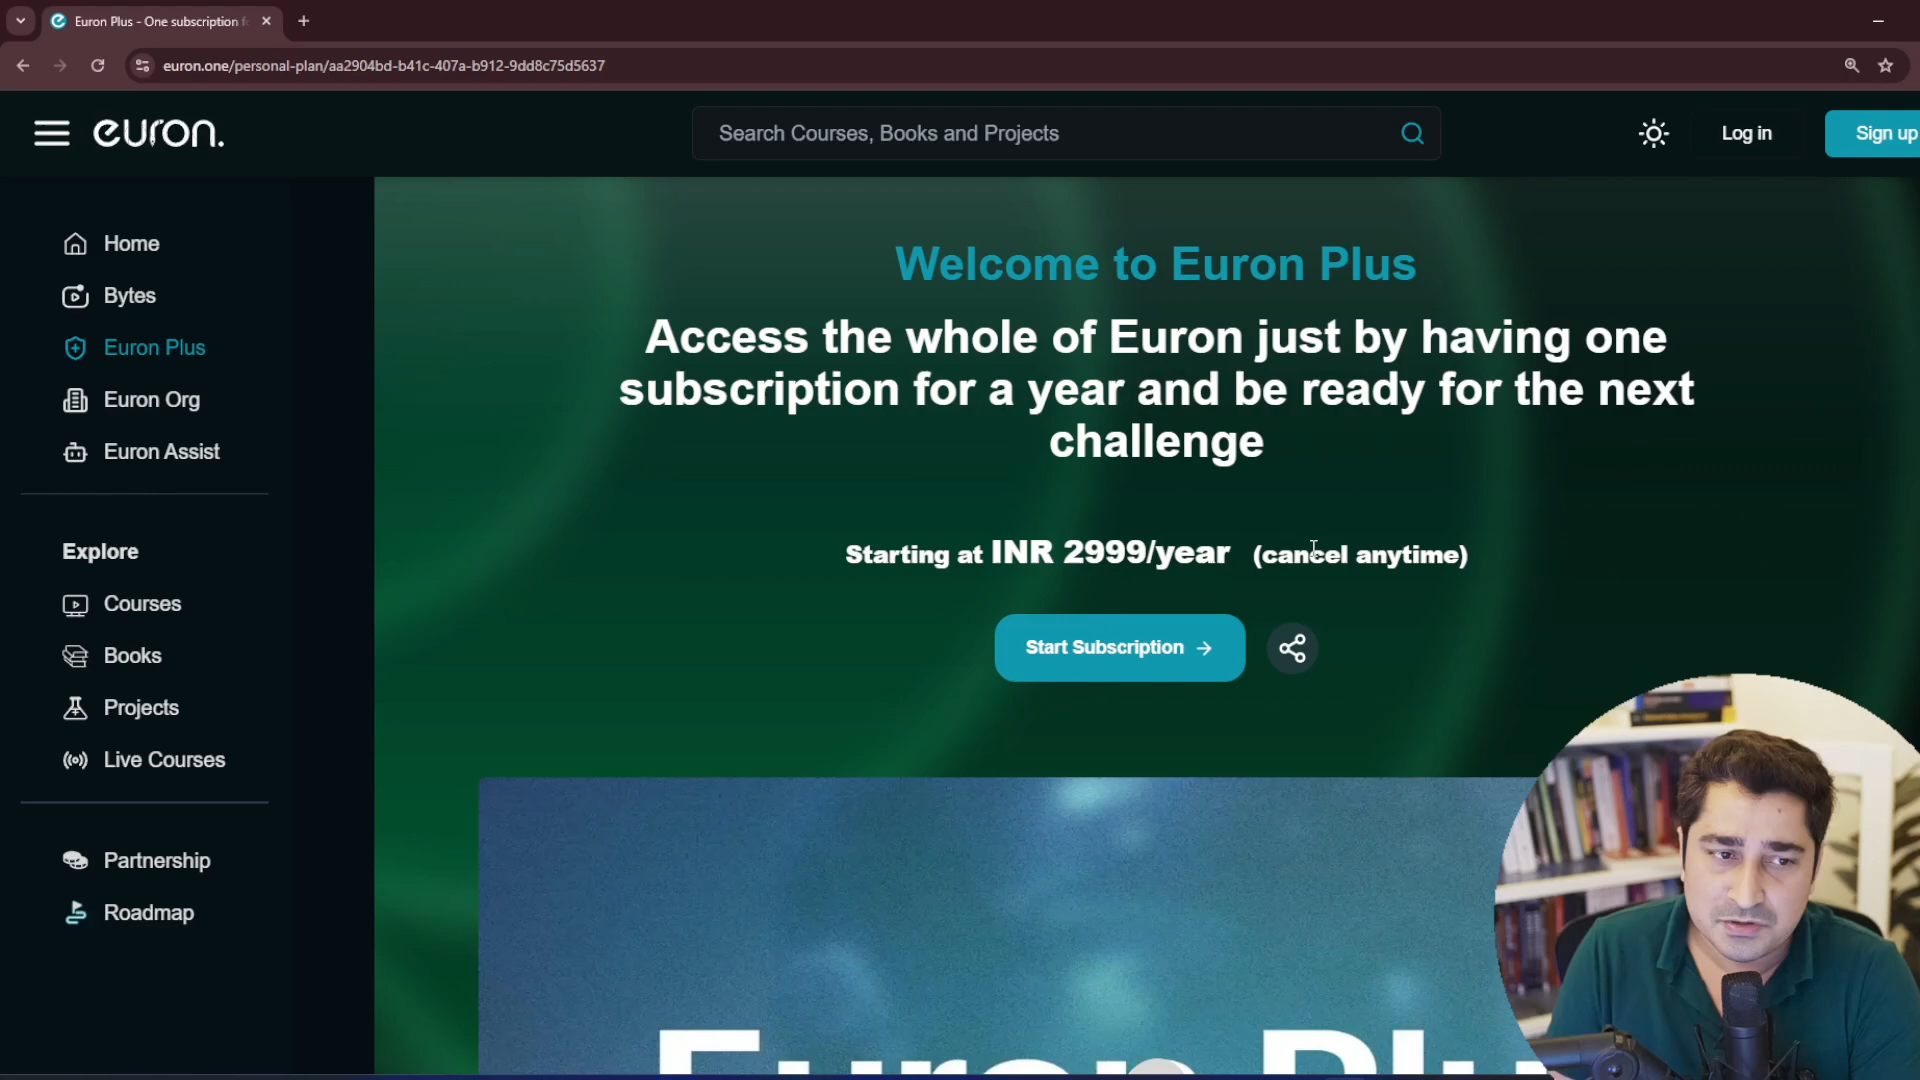 Euron Plus - One subscription f
euron.one/personal-plan/aa2904bd-b41c-407a-b912-9dd8c75d5637
euron.
Search Courses, Books and Projects
Log in
Sign up
Home
Bytes
Euron Plus
Euron Org
Euron Assist
Explore
Courses
Books
Projects
Live Courses
Partnership
Roadmap
Welcome to Euron Plus
Access the whole of Euron just by having one
subscription for a year and be ready for the next
challenge
Starting at INR 2999/year (cancel anytime)
Start Subscription →
Euron Plu